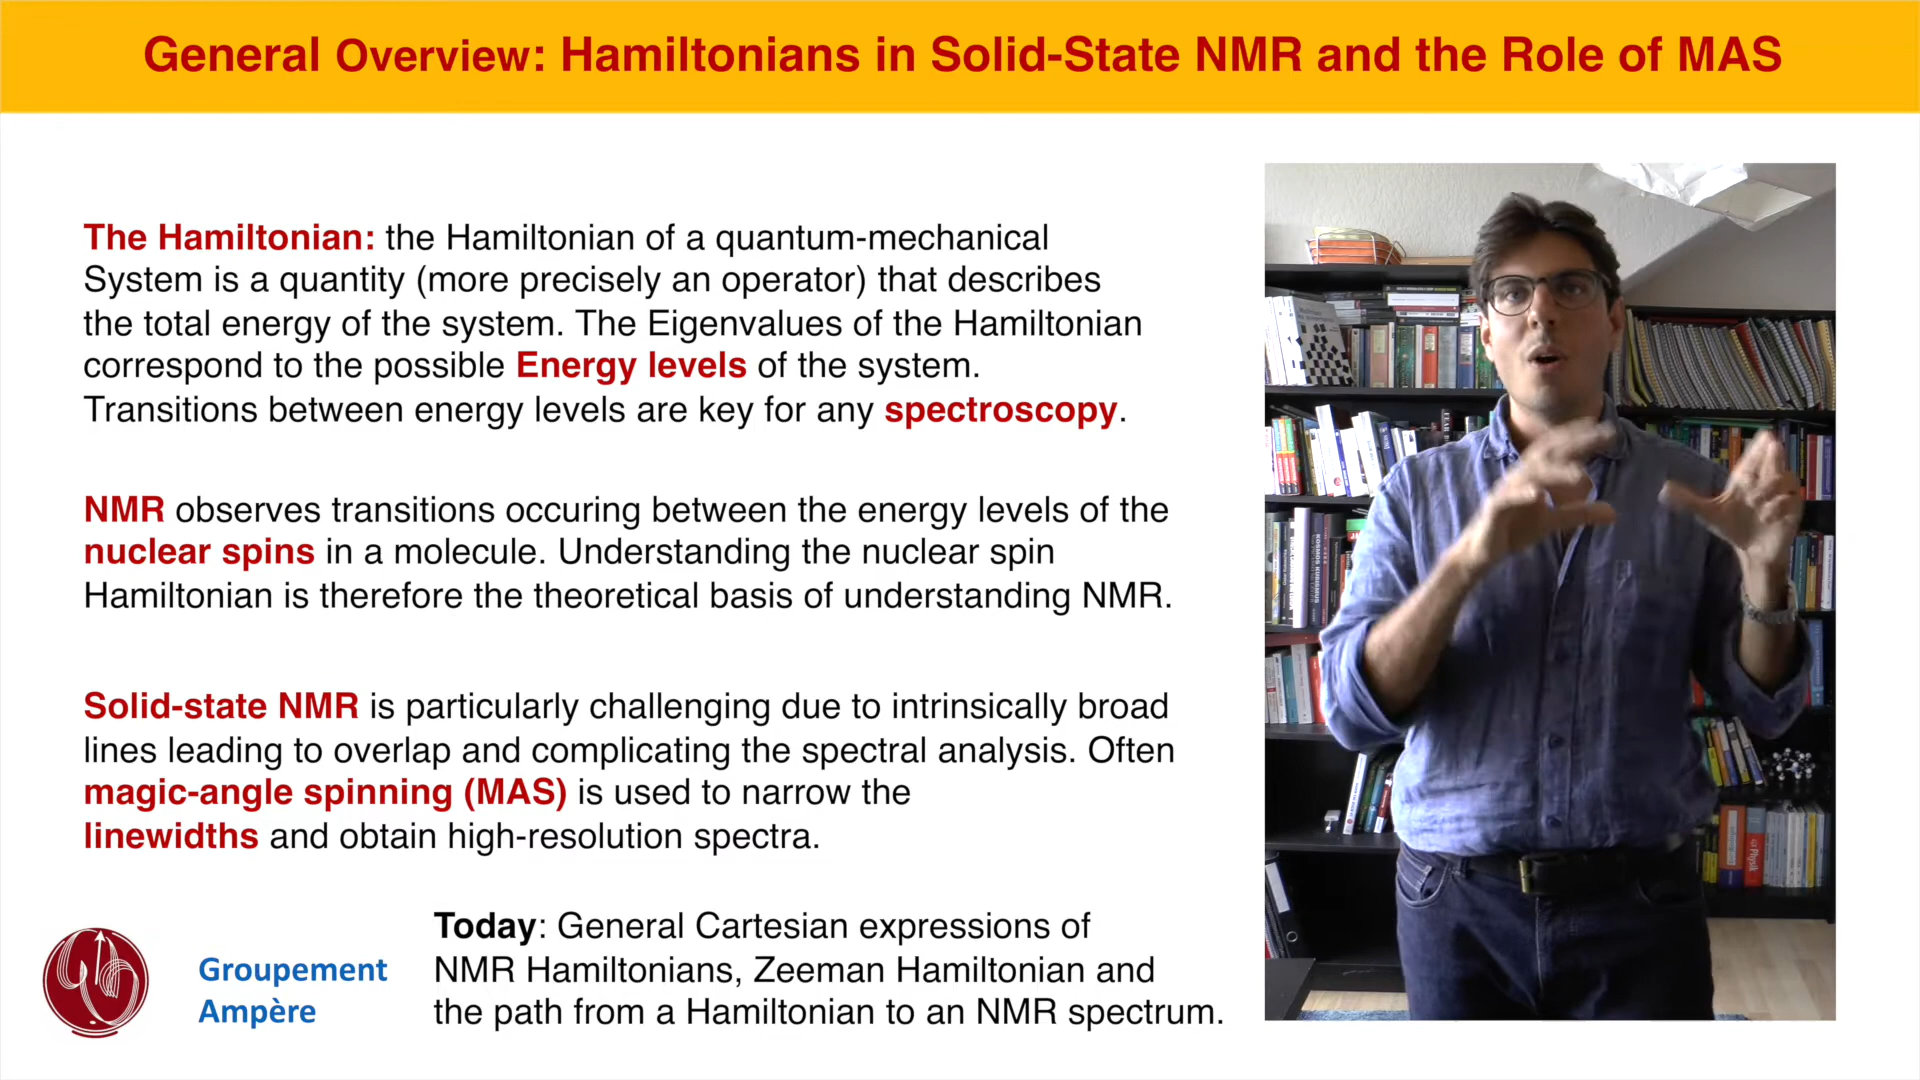 General Overview: Hamiltonians in Solid-State NMR and the Role of MAS
The Hamiltonian: the Hamiltonian of a quantum-mechanical
System is a quantity (more precisely an operator) that describes
the total energy of the system. The Eigenvalues of the Hamiltonian
correspond to the possible Energy levels of the system.
Transitions between energy levels are key for any spectroscopy.
NMR observes transitions occuring between the energy levels of the
nuclear spins in a molecule. Understanding the nuclear spin
Hamiltonian is therefore the theoretical basis of understanding NMR.
Solid-state NMR is particularly challenging due to intrinsically broad
lines leading to overlap and complicating the spectral analysis. Often
magic-angle spinning (MAS) is used to narrow the
linewidths and obtain high-resolution spectra.
Groupement
Ampère
Today: General Cartesian expressions of
NMR Hamiltonians, Zeeman Hamiltonian and
the path from a Hamiltonian to an NMR spectrum.
Physik